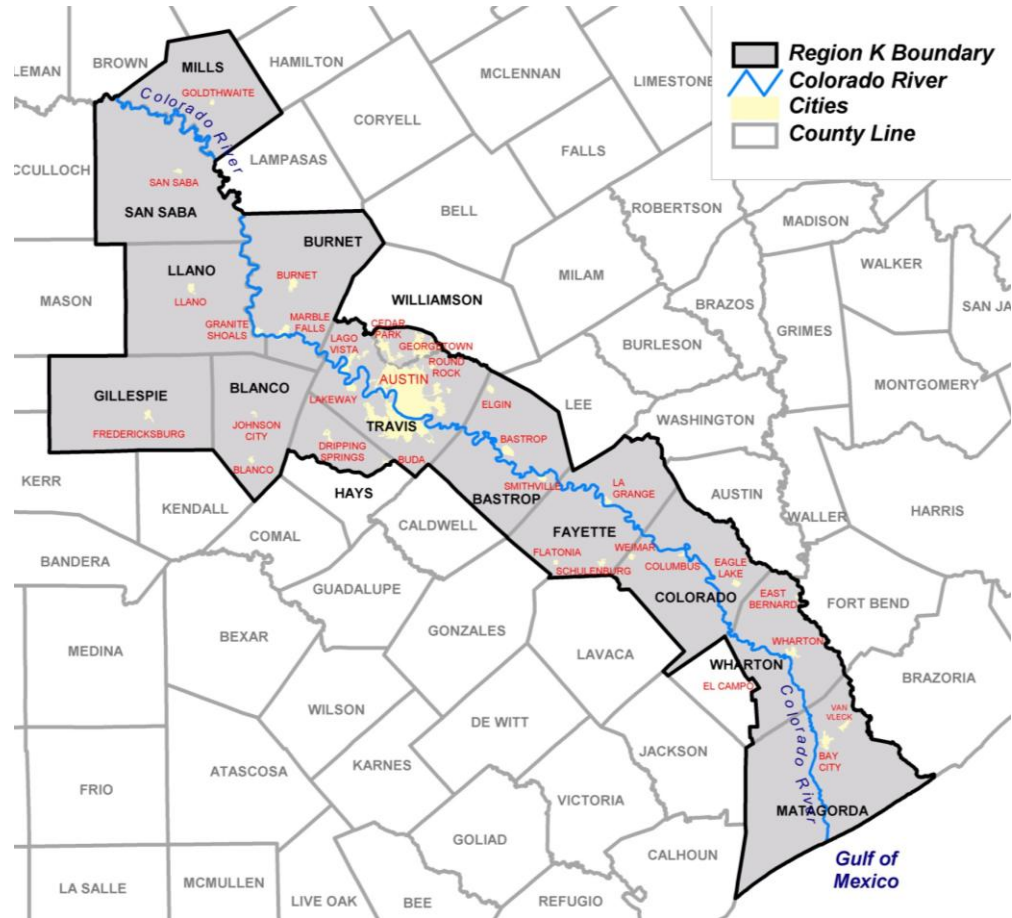 Region K Boundary
Colorado River
Cities
County Line
LEMAN
BROWN
MILLS
HAMILTON
MCLENNAN
LIMESTONE
GOLDTHWAITE
Colorado River
CORYELL
FALLS
CCULLOCH
LAMPASAS
SAN SABA
SAN SABA
BELL
ROBERTSON
MADISON
BURNET
WALKER
LLANO
BURNET
MILAM
MASON
LLANO
WILLIAMSON
BRAZOS
SAN JA
GRANITE
SHOALS
MARBLE
FALLS
CEDAR
PARK
GRIMES
LAGO
VISTA
GEORGETOWN
BURLESON
ROUND
ROCK
AUSTIN
MONTGOMERY
GILLESPIE
BLANCO
LAKEWAY
ELGIN
LEE
WASHINGTON
FREDERICKSBURG
JOHNSON
CITY
TRAVIS
DRIPPING
SPRINGS
BASTROP
BLANCO
BUDA
KERR
SMITHVILLE
LA
GRANGE
AUSTIN
KENDALL
HAYS
BASTROP
WALLER
HARRIS
COMAL
CALDWELL
FAYETTE
BANDERA
FLATONIA
WEIMAR
SCHULENBURG
COLUMBUS
EAGLE
LAKE
GUADALUPE
COLORADO
EAST
BERNARD
FORT BEND
BEXAR
GONZALES
MEDINA
LAVACA
WHARTON
WHARTON
BRAZORIA
EL CAMPO
WILSON
DE WITT
VAN
VLECK
Colorado River
JACKSON
BAY
CITY
KARNES
ATASCOSA
FRIO
VICTORIA
MATAGORDA
GOLIAD
CALHOUN
Gulf of
Mexico
LA SALLE
MCMULLEN
LIVE OAK
BEE
REFUGIO